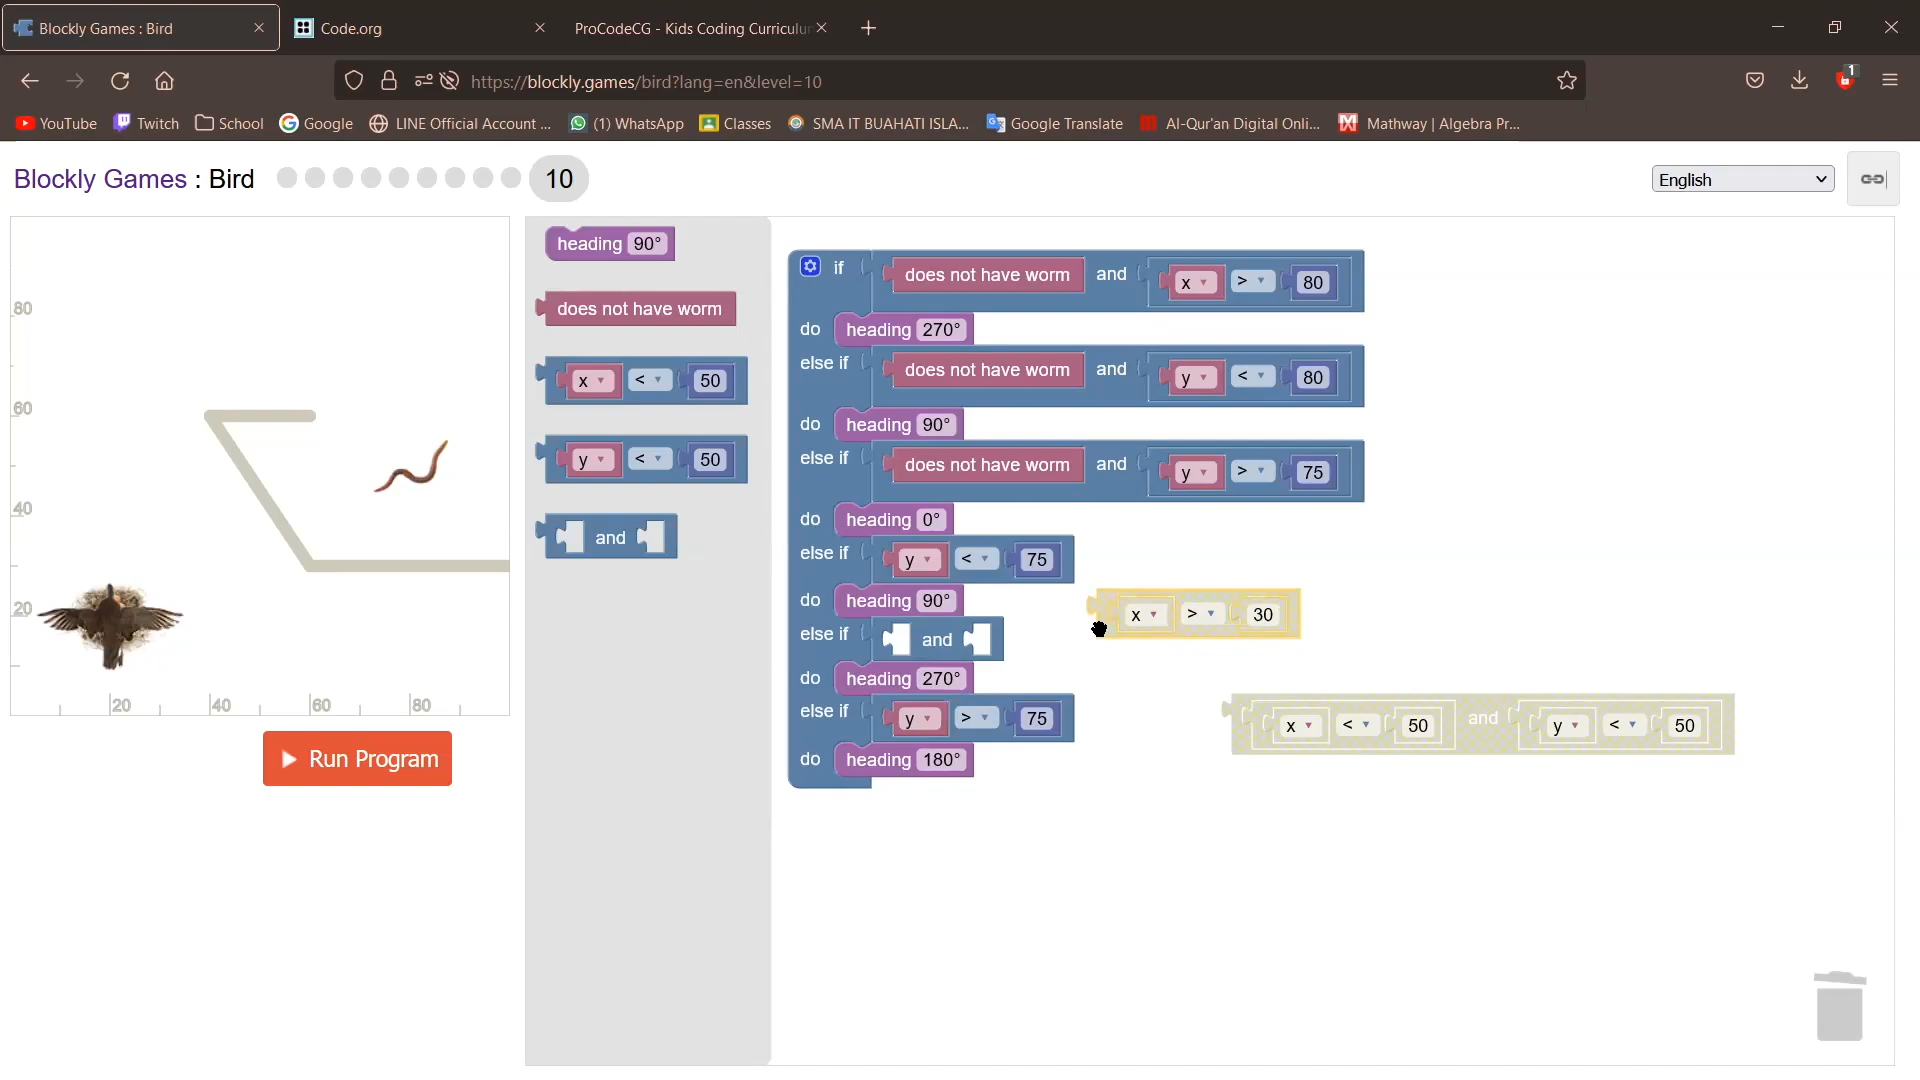 Blockly Games : Bird
Code.org
ProCodeCG - Kids Coding Curriculu
https://blockly.games/bird?lang=en&level=10
1
YouTube
Twitch
School
Google
LINE Official Account ...
(1) WhatsApp
Classes
SMA IT BUAHATI ISLA...
Google Translate
Al-Qur'an Digital Onli...
Mathway | Algebra Pr...
Blockly Games : Bird
10
English
80
60
40
20
20
40
60
80
Run Program
heading 90°
does not have worm
x < 50
y < 50
and
if does not have worm and x > 80
do heading 270°
else if does not have worm and y < 80
do heading 90°
else if does not have worm and y > 75
do heading 0°
else if y < 75
do heading 90°
x > 30
else if and
do heading 270°
else if y > 75
x < 50 and y < 50
do heading 180°